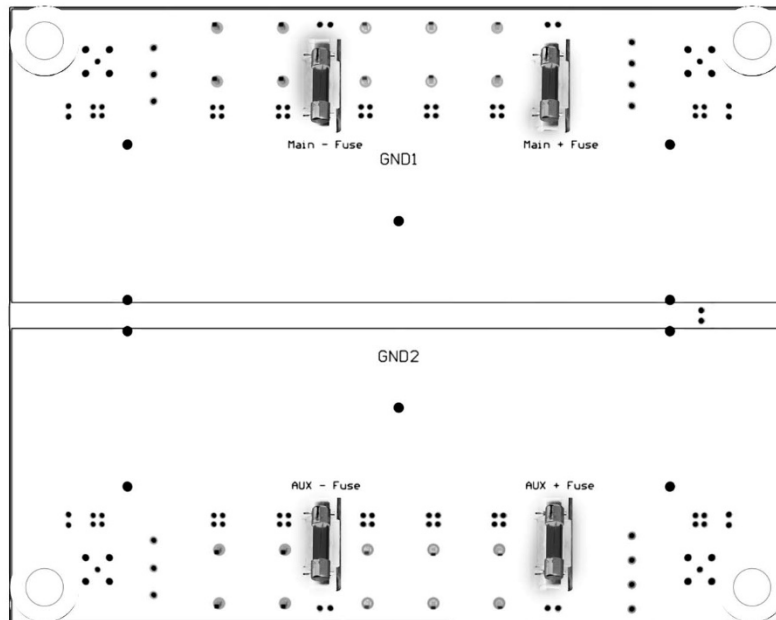 Main - Fuse
Main + Fuse
GND1
GND2
AUX - Fuse
AUX + Fuse